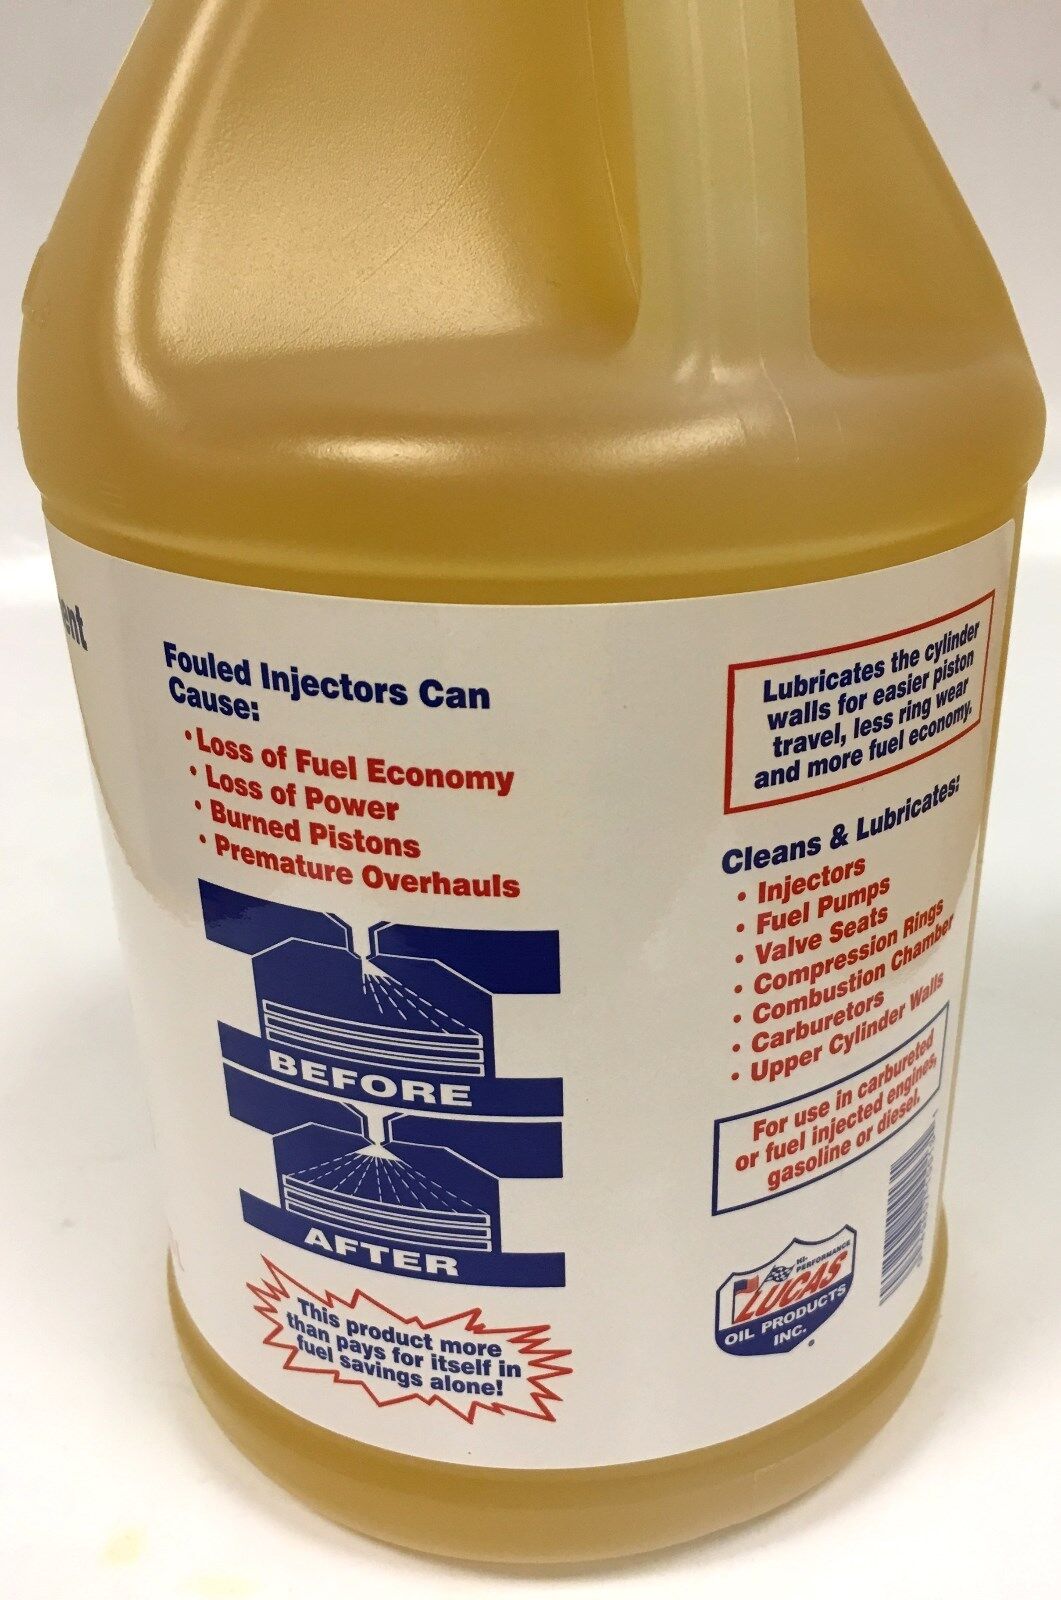 ent
Fouled Injectors Can
Cause:
• Loss of Fuel Economy
• Loss of Power
• Burned Pistons
• Premature Overhauls
BEFORE
AFTER
This product more
than pays for itself in
fuel savings alone!
Lubricates the cylinder
walls for easier piston
travel, less ring wear
and more fuel economy.
Cleans & Lubricates:
• Injectors
• Fuel Pumps
• Valve Seats
• Compression Rings
• Combustion Chamber
• Carburetors
• Upper Cylinder Walls
For use in carbureted
or fuel injected engines,
gasoline or diesel.
HI-
PERFORMANCE
LUCAS
OIL PRODUCTS
INC.
®